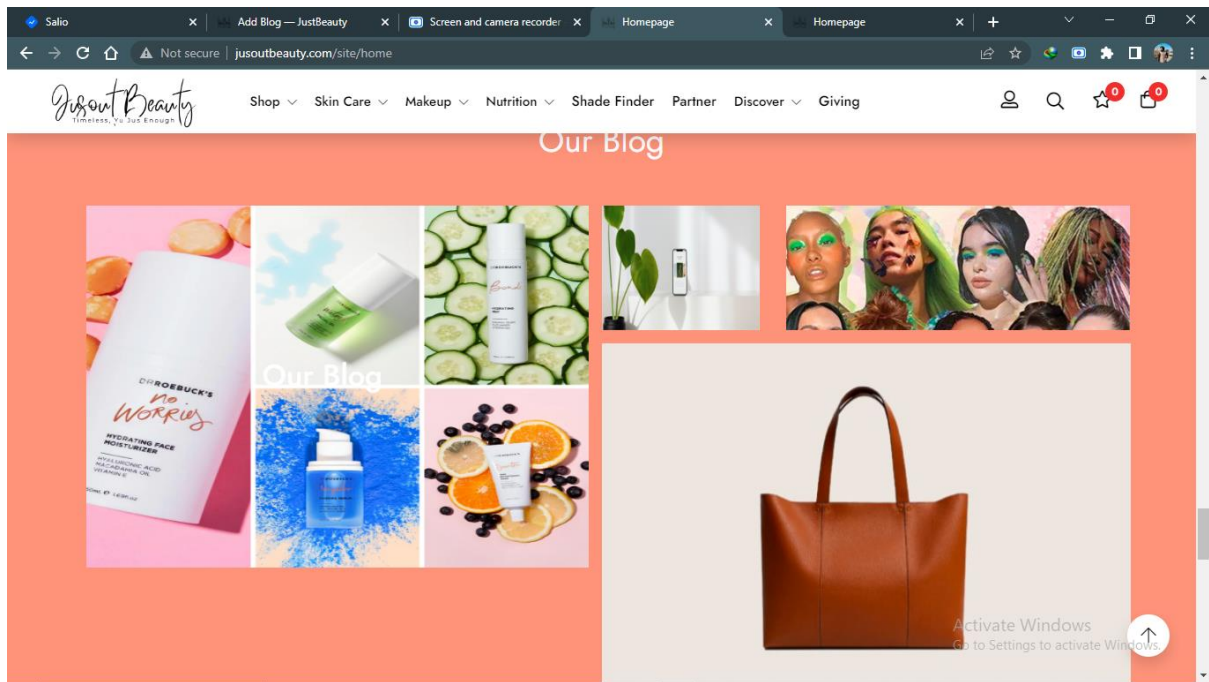 Salio
Add Blog — JustBeauty
Screen and camera recorder
Homepage
Homepage
Not secure | jusoutbeauty.com/site/home
Jusout Beauty
Timeless, Yu Jus Enough
Shop
Skin Care
Makeup
Nutrition
Shade Finder
Partner
Discover
Giving
0
0
Our Blog
Our Blog
DR ROEBUCK'S
no
WORRIES
HYDRATING FACE
MOISTURIZER
HYALURONIC ACID
MACADAMIA OIL
VITAMIN E
Activate Windows
Go to Settings to activate Windows.